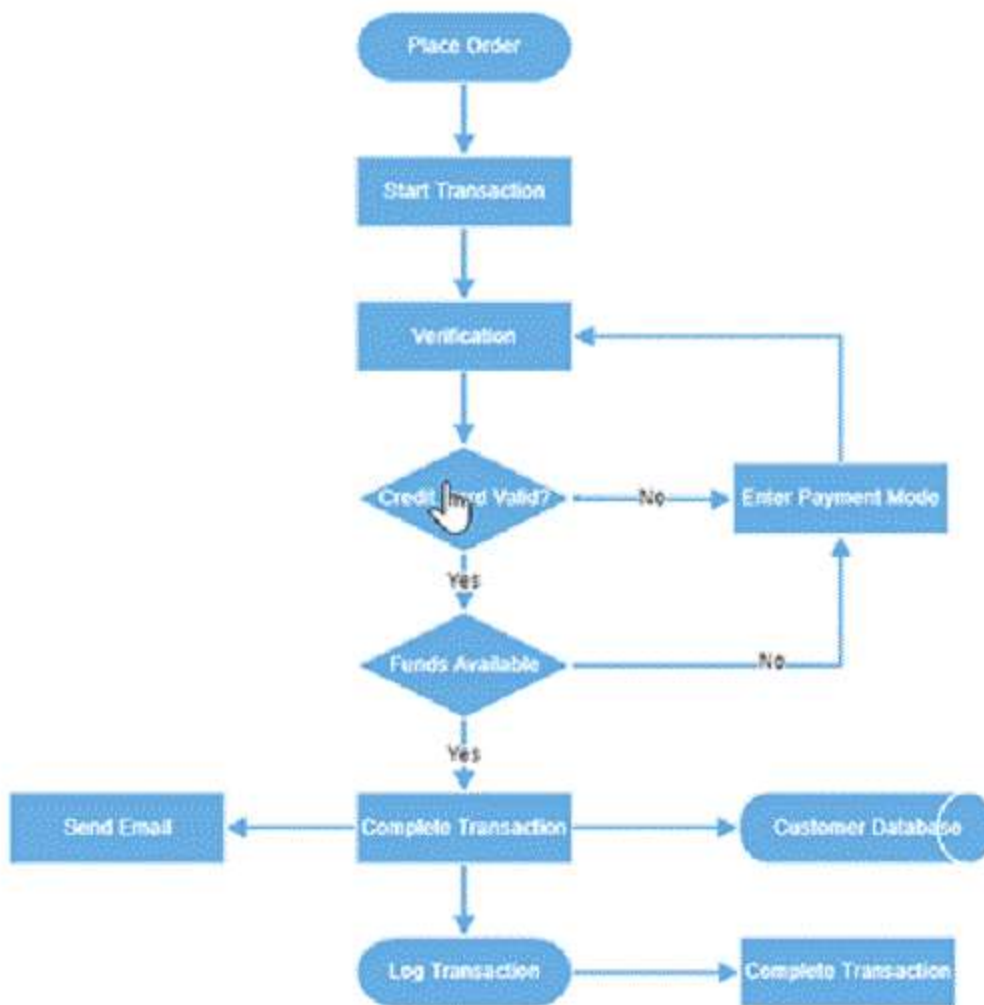 Place Order
Start Transaction
Verification
Credit Valid?
No
Enter Payment Mode
Yes
Funds Available
No
Yes
Send Email
Complete Transaction
Customer Database
Log Transaction
Complete Transaction